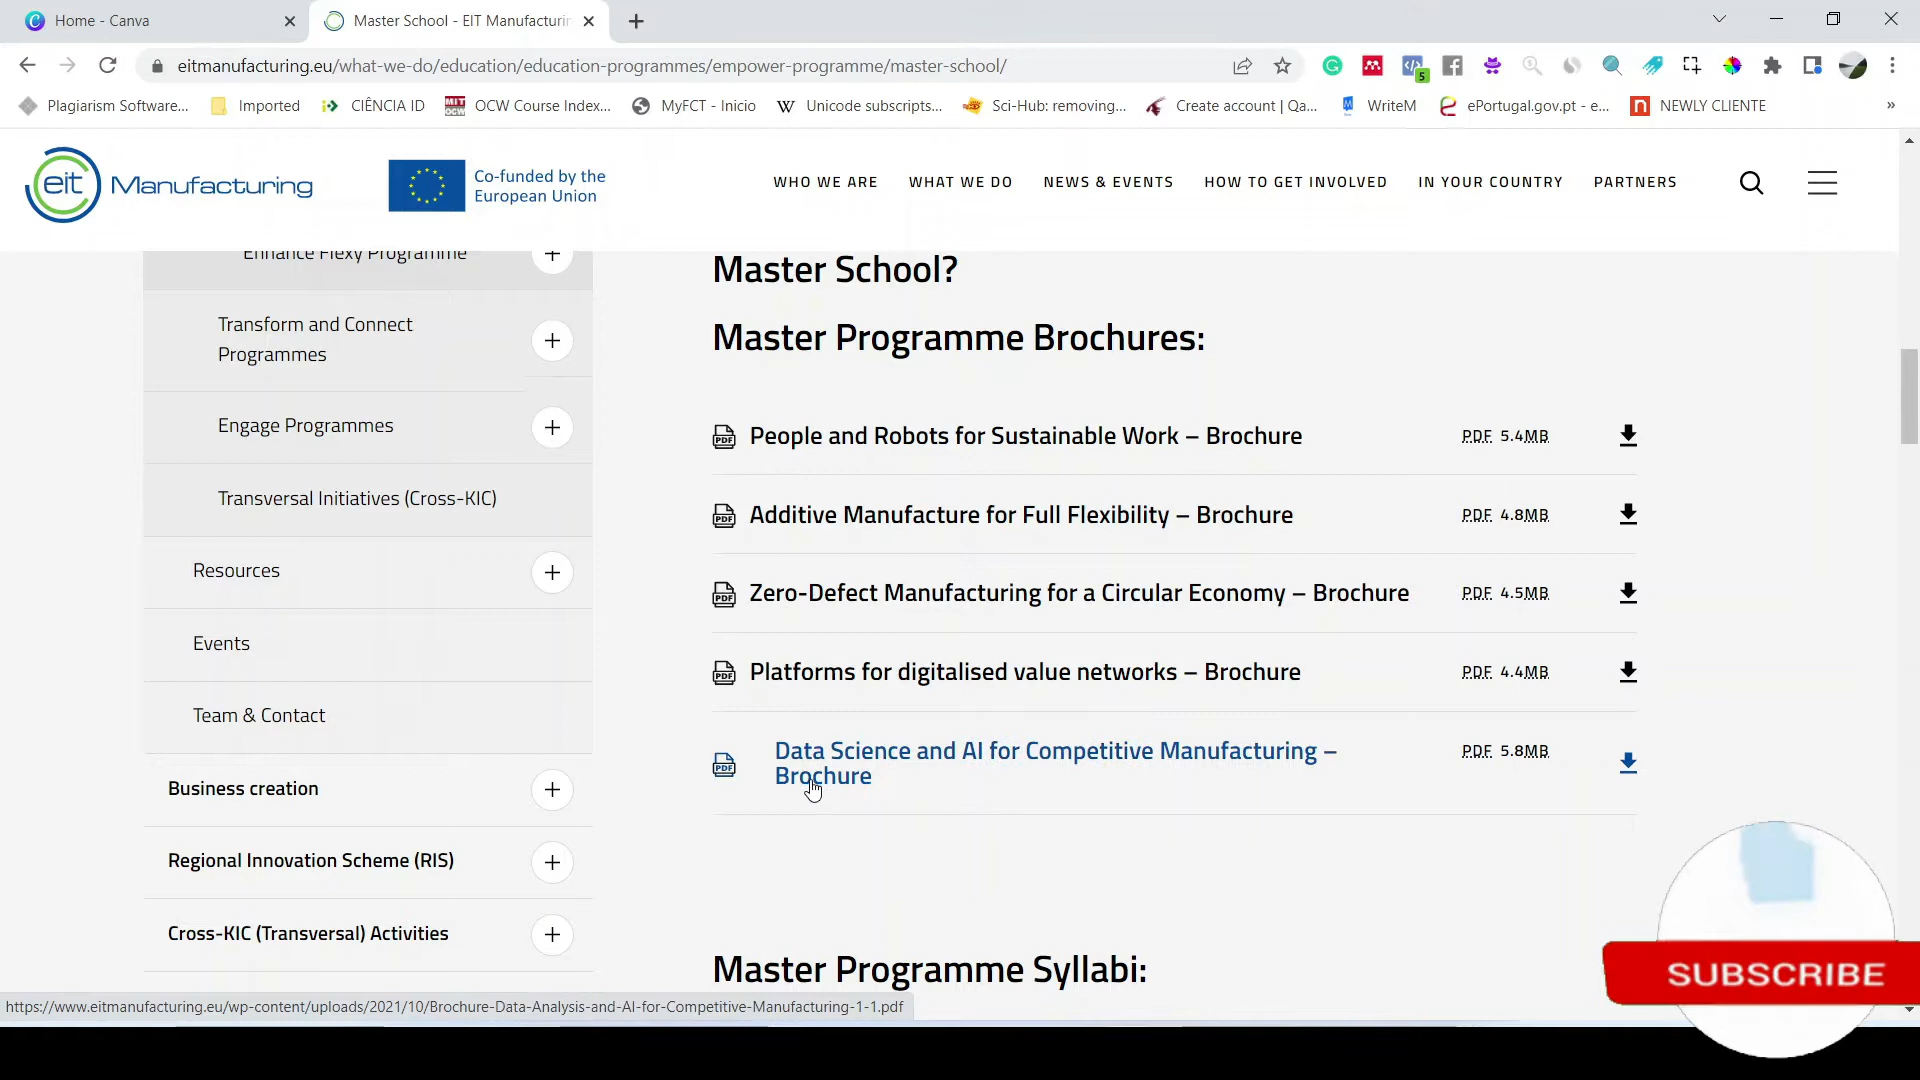 Home - Canva
Master School - EIT Manufacturin
eitmanufacturing.eu/what-we-do/education/education-programmes/empower-programme/master-school/
5
Plagiarism Software...
Imported
CIÊNCIA ID
MIT OCW
OCW Course Index...
MyFCT - Inicio
W
Unicode subscripts...
Sci-Hub: removing...
Create account | Qa...
WriteM
ePortugal.gov.pt - e...
n
NEWLY CLIENTE
»
eit Manufacturing
Co-funded by the
European Union
WHO WE ARE
WHAT WE DO
NEWS & EVENTS
HOW TO GET INVOLVED
IN YOUR COUNTRY
PARTNERS
Enhance Flexy Programme
Transform and Connect
Programmes
Engage Programmes
Transversal Initiatives (Cross-KIC)
Resources
Events
Team & Contact
Business creation
Regional Innovation Scheme (RIS)
Cross-KIC (Transversal) Activities
Master School?
Master Programme Brochures:
PDF People and Robots for Sustainable Work – Brochure PDF 5.4MB
PDF Additive Manufacture for Full Flexibility – Brochure PDF 4.8MB
PDF Zero-Defect Manufacturing for a Circular Economy – Brochure PDF 4.5MB
PDF Platforms for digitalised value networks – Brochure PDF 4.4MB
PDF Data Science and AI for Competitive Manufacturing – PDF 5.8MB
Brochure
Master Programme Syllabi:
SUBSCRIBE
https://www.eitmanufacturing.eu/wp-content/uploads/2021/10/Brochure-Data-Analysis-and-AI-for-Competitive-Manufacturing-1-1.pdf